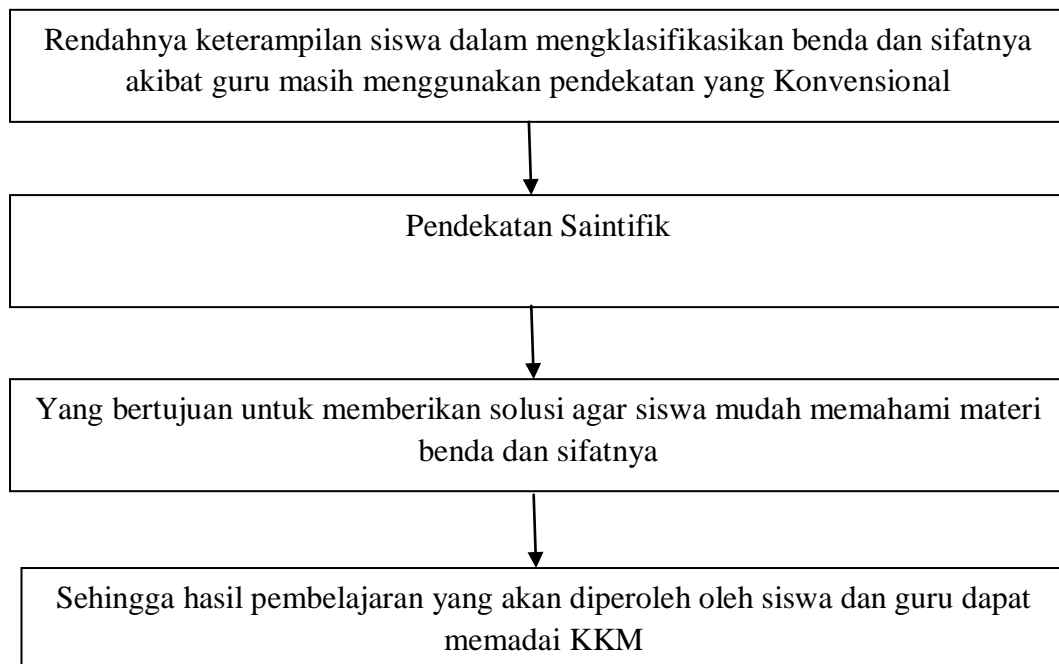 Rendahnya keterampilan siswa dalam mengklasifikasikan benda dan sifatnya
akibat guru masih menggunakan pendekatan yang Konvensional
Pendekatan Saintifik
Yang bertujuan untuk memberikan solusi agar siswa mudah memahami materi
benda dan sifatnya
Sehingga hasil pembelajaran yang akan diperoleh oleh siswa dan guru dapat
memadai KKM